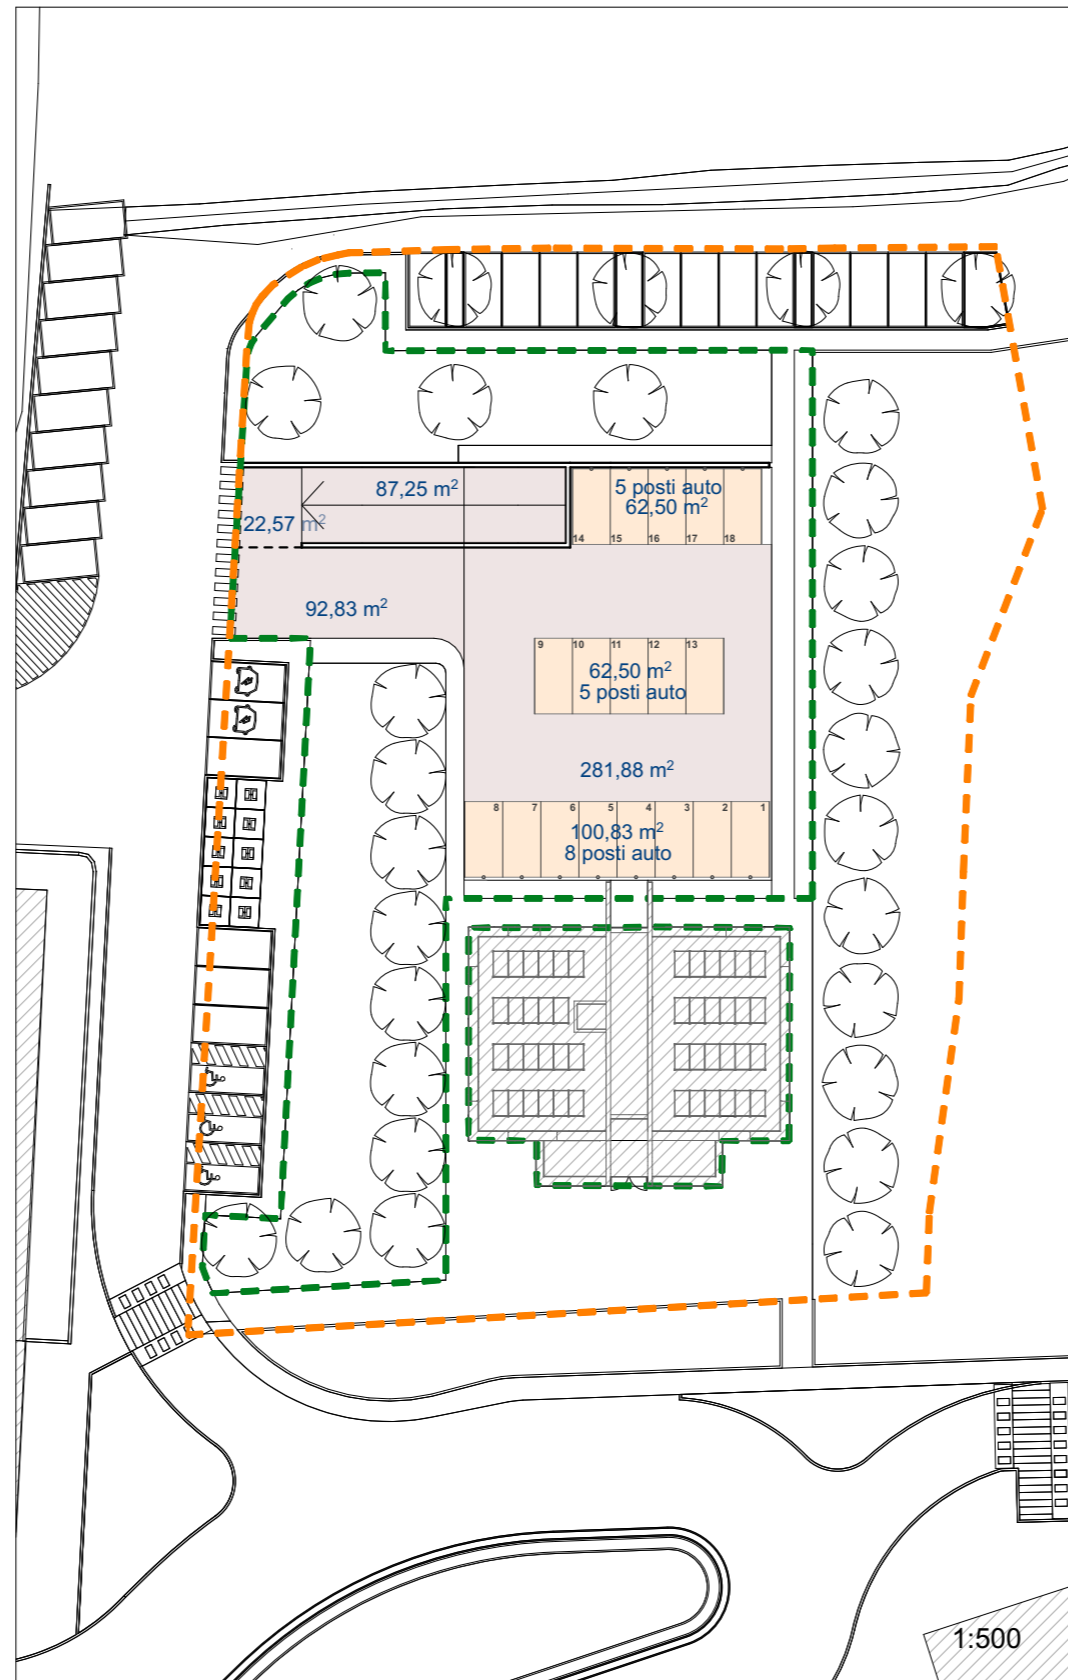 87,25 m²
5 posti auto
62,50 m²
22,57 m²
14 15 16 17 18
92,83 m²
9 10 11 12 13
62,50 m²
5 posti auto
281,88 m²
8 7 6 5 4 3 2 1
100,83 m²
8 posti auto
1:500